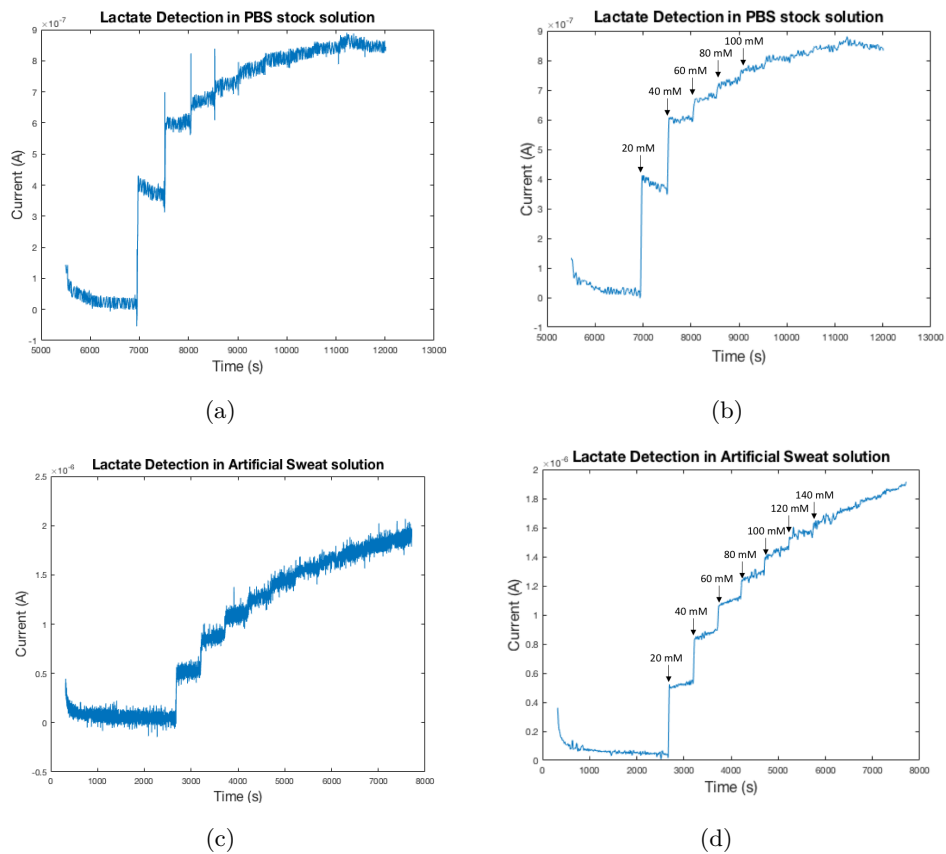 Lactate Detection in PBS stock solution
×10⁻⁷
9
8
7
6
5
4
3
2
1
0
-1
Current (A)
5000 6000 7000 8000 9000 10000 11000 12000 13000
Time (s)
(a)
Lactate Detection in PBS stock solution
×10⁻⁷
9
8
7
6
5
4
3
2
1
0
-1
Current (A)
20 mM
40 mM
60 mM
80 mM
100 mM
5000 6000 7000 8000 9000 10000 11000 12000 13000
Time (s)
(b)
Lactate Detection in Artificial Sweat solution
×10⁻⁶
2.5
2
1.5
1
0.5
0
-0.5
Current (A)
0 1000 2000 3000 4000 5000 6000 7000 8000
Time (s)
(c)
Lactate Detection in Artificial Sweat solution
×10⁻⁶
2
1.8
1.6
1.4
1.2
1
0.8
0.6
0.4
0.2
0
Current (A)
20 mM
40 mM
60 mM
80 mM
100 mM
120 mM
140 mM
0 1000 2000 3000 4000 5000 6000 7000 8000
Time (s)
(d)